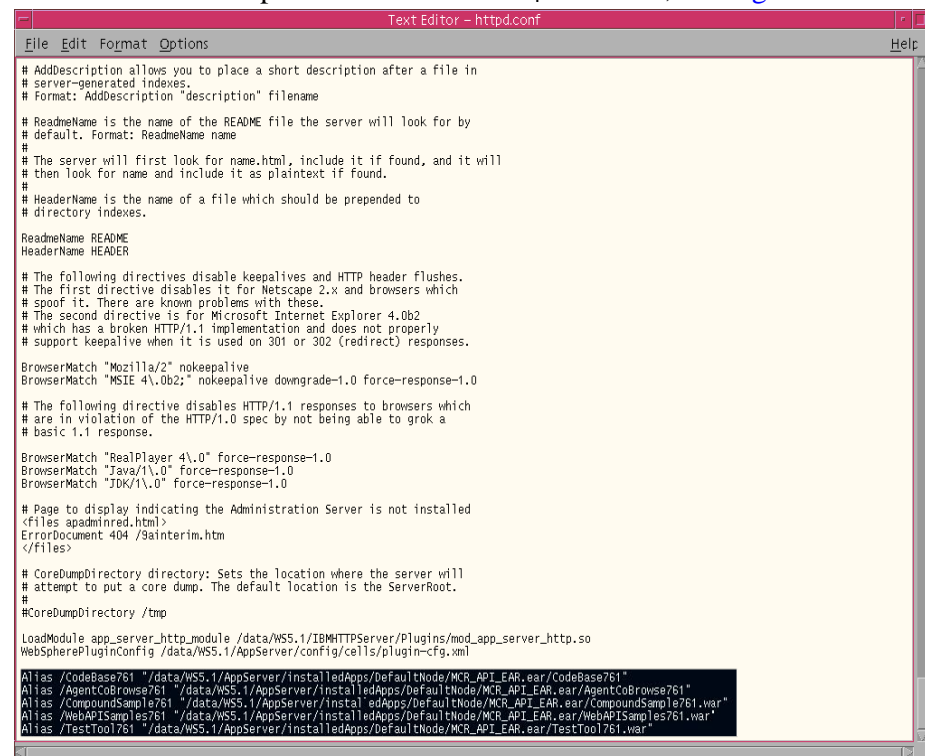 Text Editor – httpd.conf
File Edit Format Options Help
# AddDescription allows you to place a short description after a file in
# server-generated indexes.
# Format: AddDescription "description" filename
# ReadmeName is the name of the README file the server will look for by
# default. Format: ReadmeName name
#
# The server will first look for name.html, include it if found, and it will
# then look for name and include it as plaintext if found.
#
# HeaderName is the name of a file which should be prepended to
# directory indexes.
ReadmeName README
HeaderName HEADER
# The following directives disable keepalives and HTTP header flushes.
# The first directive disables it for Netscape 2.x and browsers which
# spoof it. There are known problems with these.
# The second directive is for Microsoft Internet Explorer 4.0b2
# which has a broken HTTP/1.1 implementation and does not properly
# support keepalive when it is used on 301 or 302 (redirect) responses.
BrowserMatch "Mozilla/2" nokeepalive
BrowserMatch "MSIE 4\.0b2;" nokeepalive downgrade-1.0 force-response-1.0
# The following directive disables HTTP/1.1 responses to browsers which
# are in violation of the HTTP/1.0 spec by not being able to grok a
# basic 1.1 response.
BrowserMatch "RealPlayer 4\.0" force-response-1.0
BrowserMatch "Java/1\.0" force-response-1.0
BrowserMatch "JDK/1\.0" force-response-1.0
# Page to display indicating the Administration Server is not installed
<files apadminred.html>
ErrorDocument 404 /9ainterim.htm
</files>
# CoreDumpDirectory directory: Sets the location where the server will
# attempt to put a core dump. The default location is the ServerRoot.
#
#CoreDumpDirectory /tmp
LoadModule app_server_http_module /data/WS5.1/IBMHTTPServer/Plugins/mod_app_server_http.so
WebSpherePluginConfig /data/WS5.1/AppServer/config/cells/plugin-cfg.xml
Alias /CodeBase761 "/data/WS5.1/AppServer/installedApps/DefaultNode/MCR_API_EAR.ear/CodeBase761"
Alias /AgentCoBrowse761 "/data/WS5.1/AppServer/installedApps/DefaultNode/MCR_API_EAR.ear/AgentCoBrowse761"
Alias /CompoundSample761 "/data/WS5.1/AppServer/installedApps/DefaultNode/MCR_API_EAR.ear/CompoundSample761.war"
Alias /WebAPISamples761 "/data/WS5.1/AppServer/installedApps/DefaultNode/MCR_API_EAR.ear/WebAPISamples761.war"
Alias /TestTool761 "/data/WS5.1/AppServer/installedApps/DefaultNode/MCR_API_EAR.ear/TestTool761.war"